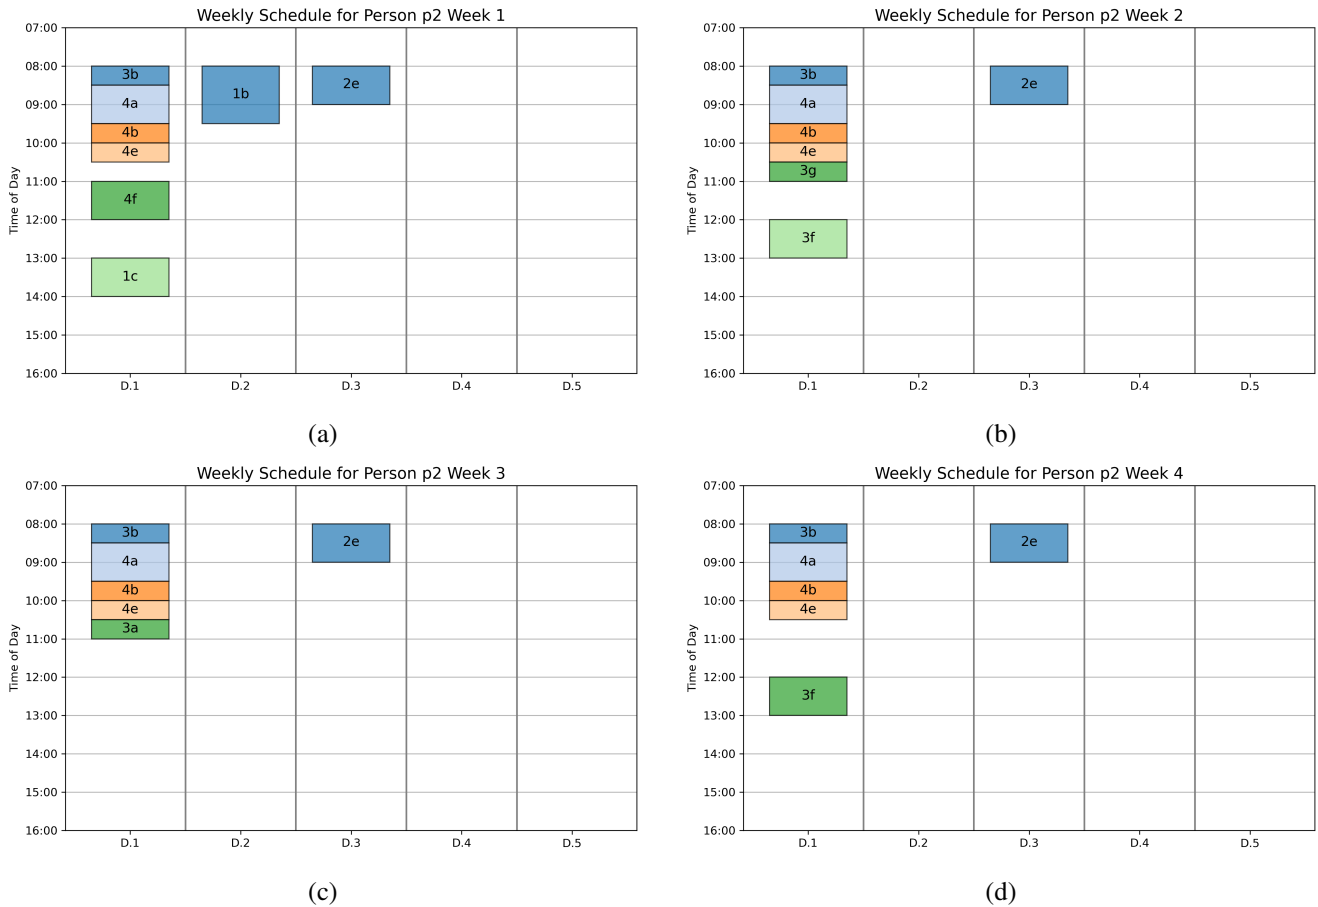 Weekly Schedule for Person p2 Week 1
Time of Day
07:00
08:00
09:00
10:00
11:00
12:00
13:00
14:00
15:00
16:00
3b
4a
4b
4e
4f
1c
1b
2e
D.1 D.2 D.3 D.4 D.5
(a)
Weekly Schedule for Person p2 Week 2
Time of Day
07:00
08:00
09:00
10:00
11:00
12:00
13:00
14:00
15:00
16:00
3b
4a
4b
4e
3g
3f
2e
D.1 D.2 D.3 D.4 D.5
(b)
Weekly Schedule for Person p2 Week 3
Time of Day
07:00
08:00
09:00
10:00
11:00
12:00
13:00
14:00
15:00
16:00
3b
4a
4b
4e
3a
2e
D.1 D.2 D.3 D.4 D.5
(c)
Weekly Schedule for Person p2 Week 4
Time of Day
07:00
08:00
09:00
10:00
11:00
12:00
13:00
14:00
15:00
16:00
3b
4a
4b
4e
3f
2e
D.1 D.2 D.3 D.4 D.5
(d)